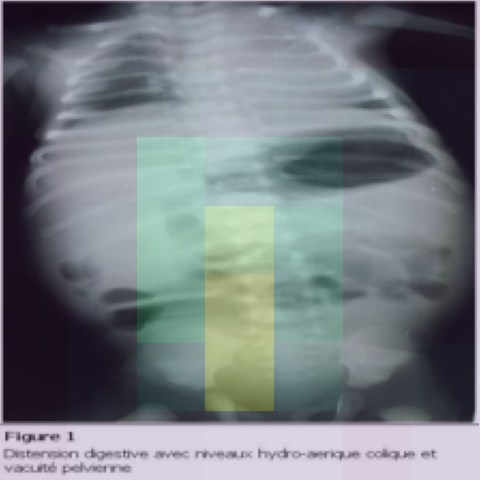 Figure 1
Distension digestive avec niveaux hydro-aerique colique et
vacuité pelvienne